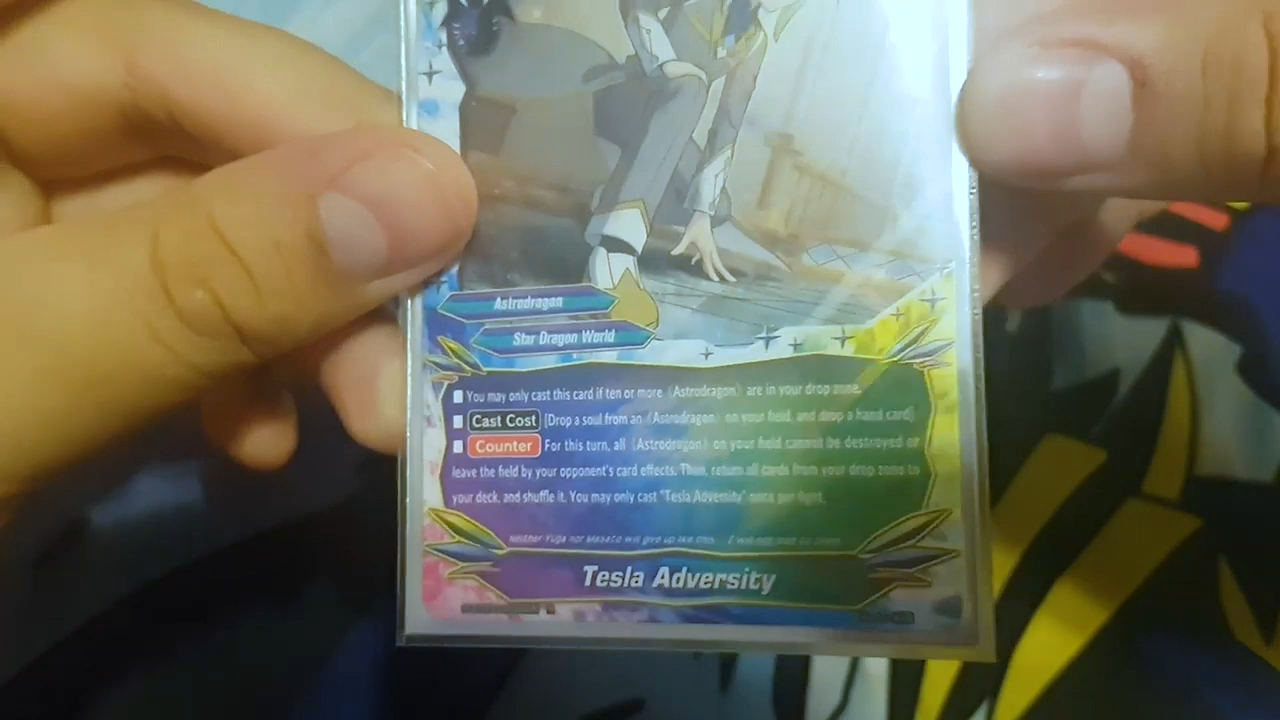 Astrodragon
Star Dragon World
You may only cast this card if ten or more 《Astrodragon》 are in your drop zone.
Cast Cost [Drop a soul from an 《Astrodragon》 on your field, and drop a hand card]
Counter For this turn, all 《Astrodragon》 on your field cannot be destroyed or
leave the field by your opponent's card effects. Then, return all cards from your drop zone to
your deck, and shuffle it. You may only cast "Tesla Adversity" once per fight.
Neither Yuga nor Masato will give up like this... I will not
Tesla Adversity